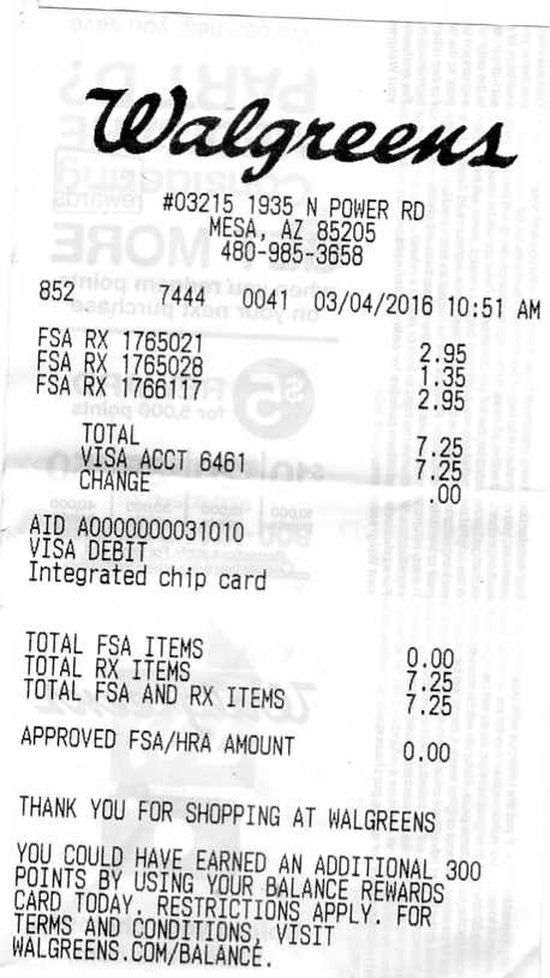 Walgreens
#03215 1935 N POWER RD
MESA, AZ 85205
480-985-3658
852 7444 0041 03/04/2016 10:51 AM
FSA RX 1765021 2.95
FSA RX 1765028 1.35
FSA RX 1766117 2.95
TOTAL 7.25
VISA ACCT 6461 7.25
CHANGE .00
AID A0000000031010
VISA DEBIT
Integrated chip card
TOTAL FSA ITEMS 0.00
TOTAL RX ITEMS 7.25
TOTAL FSA AND RX ITEMS 7.25
APPROVED FSA/HRA AMOUNT 0.00
THANK YOU FOR SHOPPING AT WALGREENS
YOU COULD HAVE EARNED AN ADDITIONAL 300
POINTS BY USING YOUR BALANCE REWARDS
CARD TODAY. RESTRICTIONS APPLY. FOR
TERMS AND CONDITIONS, VISIT
WALGREENS.COM/BALANCE.